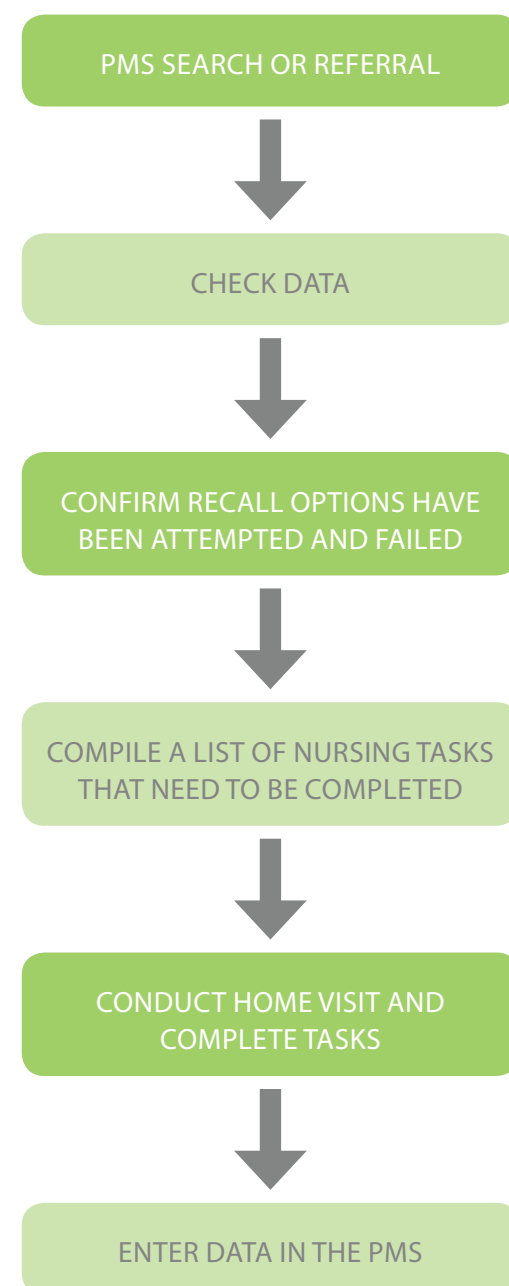 PMS SEARCH OR REFERRAL
CHECK DATA
CONFIRM RECALL OPTIONS HAVE
BEEN ATTEMPTED AND FAILED
COMPILE A LIST OF NURSING TASKS
THAT NEED TO BE COMPLETED
CONDUCT HOME VISIT AND
COMPLETE TASKS
ENTER DATA IN THE PMS